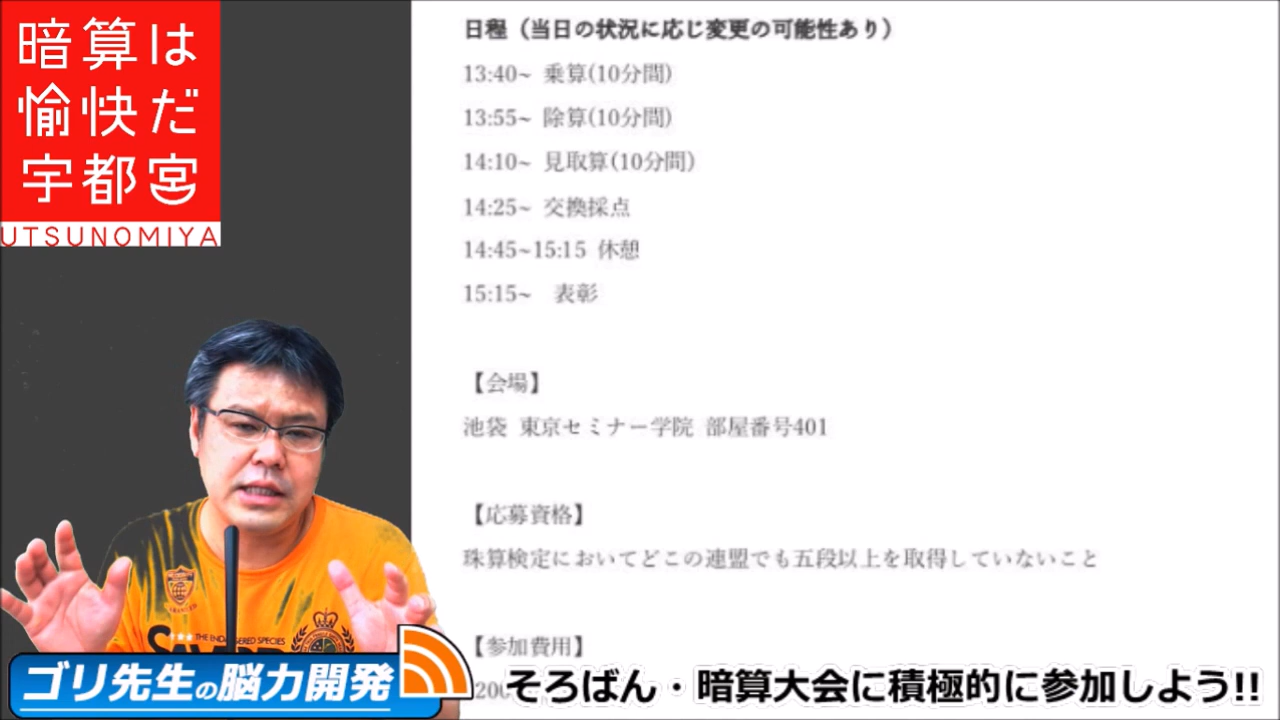 暗算は
愉快だ
宇都宮
UTSUNOMIYA
日程（当日の状況に応じ変更の可能性あり）
13:40~ 乗算(10分間)
13:55~ 除算(10分間)
14:10~ 見取算(10分間)
14:25~ 交換採点
14:45~15:15 休憩
15:15~ 表彰
【会場】
池袋 東京セミナー学院 部屋番号401
【応募資格】
珠算検定においてどこの連盟でも五段以上を取得していないこと
【参加費用】
THE ENDANGERED SPECIES
ゴリ先生の脳力開発
そろばん・暗算大会に積極的に参加しよう!!